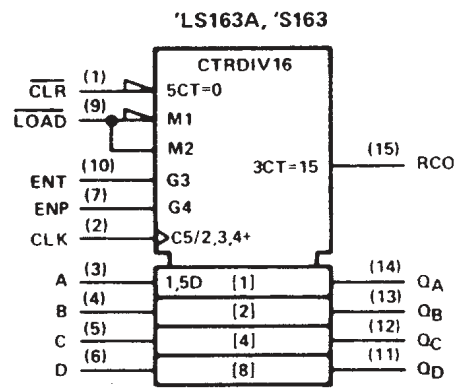 'LS163A, 'S163
CTRDIV16
CLR (1) 5CT=0
LOAD (9) M1
M2
ENT (10) G3 3CT=15 (15) RCO
ENP (7) G4
CLK (2) C5/2,3,4+
A (3) 1,5D [1] (14) QA
B (4) [2] (13) QB
C (5) [4] (12) QC
D (6) [8] (11) QD